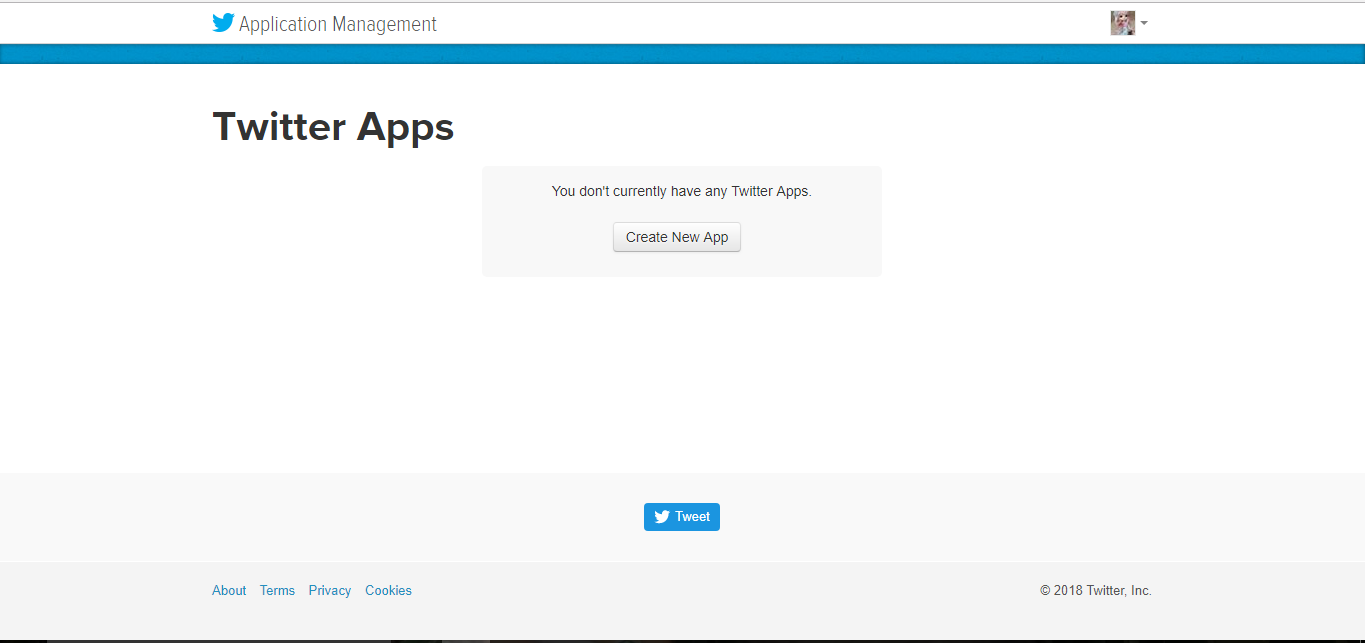 Application Management
Twitter Apps
You don't currently have any Twitter Apps.
Create New App
Tweet
About Terms Privacy Cookies
© 2018 Twitter, Inc.